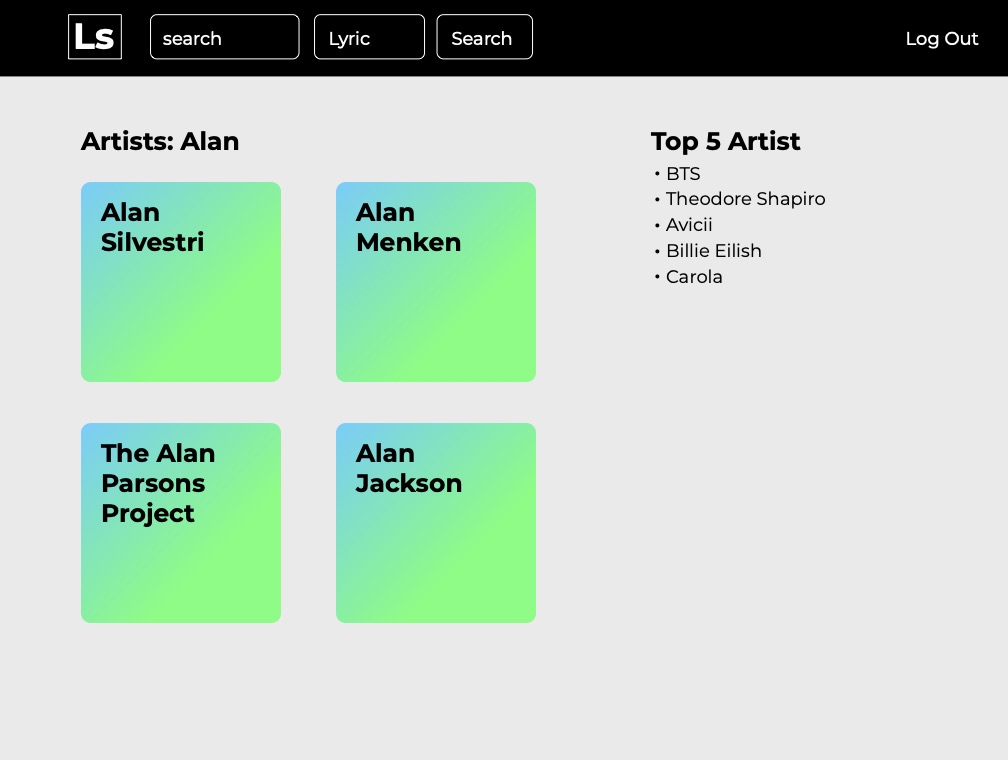 Ls
search
Lyric
Search
Log Out
Artists: Alan
Alan
Silvestri
Alan
Menken
The Alan
Parsons
Project
Alan
Jackson
Top 5 Artist
• BTS
• Theodore Shapiro
• Avicii
• Billie Eilish
• Carola